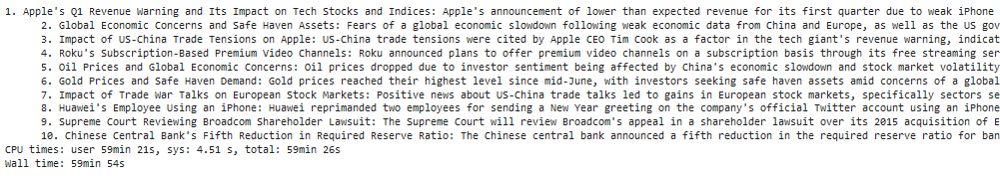 1. Apple's Q1 Revenue Warning and Its Impact on Tech Stocks and Indices: Apple's announcement of lower than expected revenue for its first quarter due to weak iPhone
2. Global Economic Concerns and Safe Haven Assets: Fears of a global economic slowdown following weak economic data from China and Europe, as well as the US gov
3. Impact of US-China Trade Tensions on Apple: US-China trade tensions were cited by Apple CEO Tim Cook as a factor in the tech giant's revenue warning, indicat
4. Roku's Subscription-Based Premium Video Channels: Roku announced plans to offer premium video channels on a subscription basis through its free streaming ser
5. Oil Prices and Global Economic Concerns: Oil prices dropped due to investor sentiment being affected by China's economic slowdown and stock market volatility
6. Gold Prices and Safe Haven Demand: Gold prices reached their highest level since mid-June, with investors seeking safe haven assets amid concerns of a global
7. Impact of Trade War Talks on European Stock Markets: Positive news about US-China trade talks led to gains in European stock markets, specifically sectors se
8. Huawei's Employee Using an iPhone: Huawei reprimanded two employees for sending a New Year greeting on the company's official Twitter account using an iPhone
9. Supreme Court Reviewing Broadcom Shareholder Lawsuit: The Supreme Court will review Broadcom's appeal in a shareholder lawsuit over its 2015 acquisition of E
10. Chinese Central Bank's Fifth Reduction in Required Reserve Ratio: The Chinese central bank announced a fifth reduction in the required reserve ratio for ban
CPU times: user 59min 21s, sys: 4.51 s, total: 59min 26s
Wall time: 59min 54s